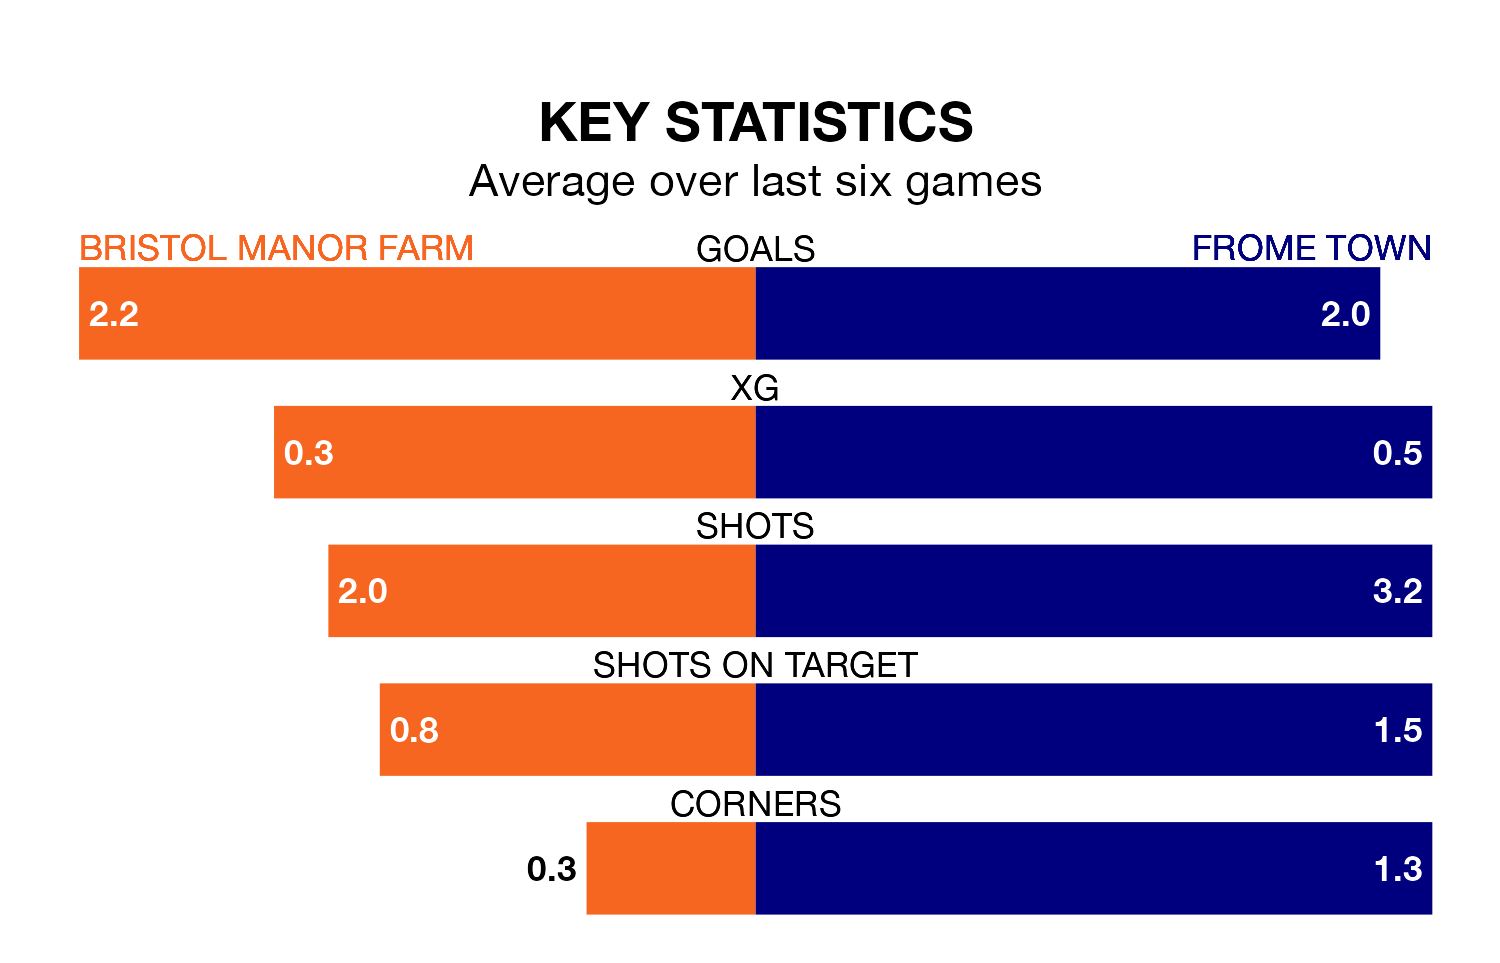 KEY STATISTICS
Average over last six games
BRISTOL MANOR FARM GOALS FROME TOWN
2.2 2.0
XG
0.3 0.5
SHOTS
2.0 3.2
SHOTS ON TARGET
0.8 1.5
CORNERS
0.3 1.3